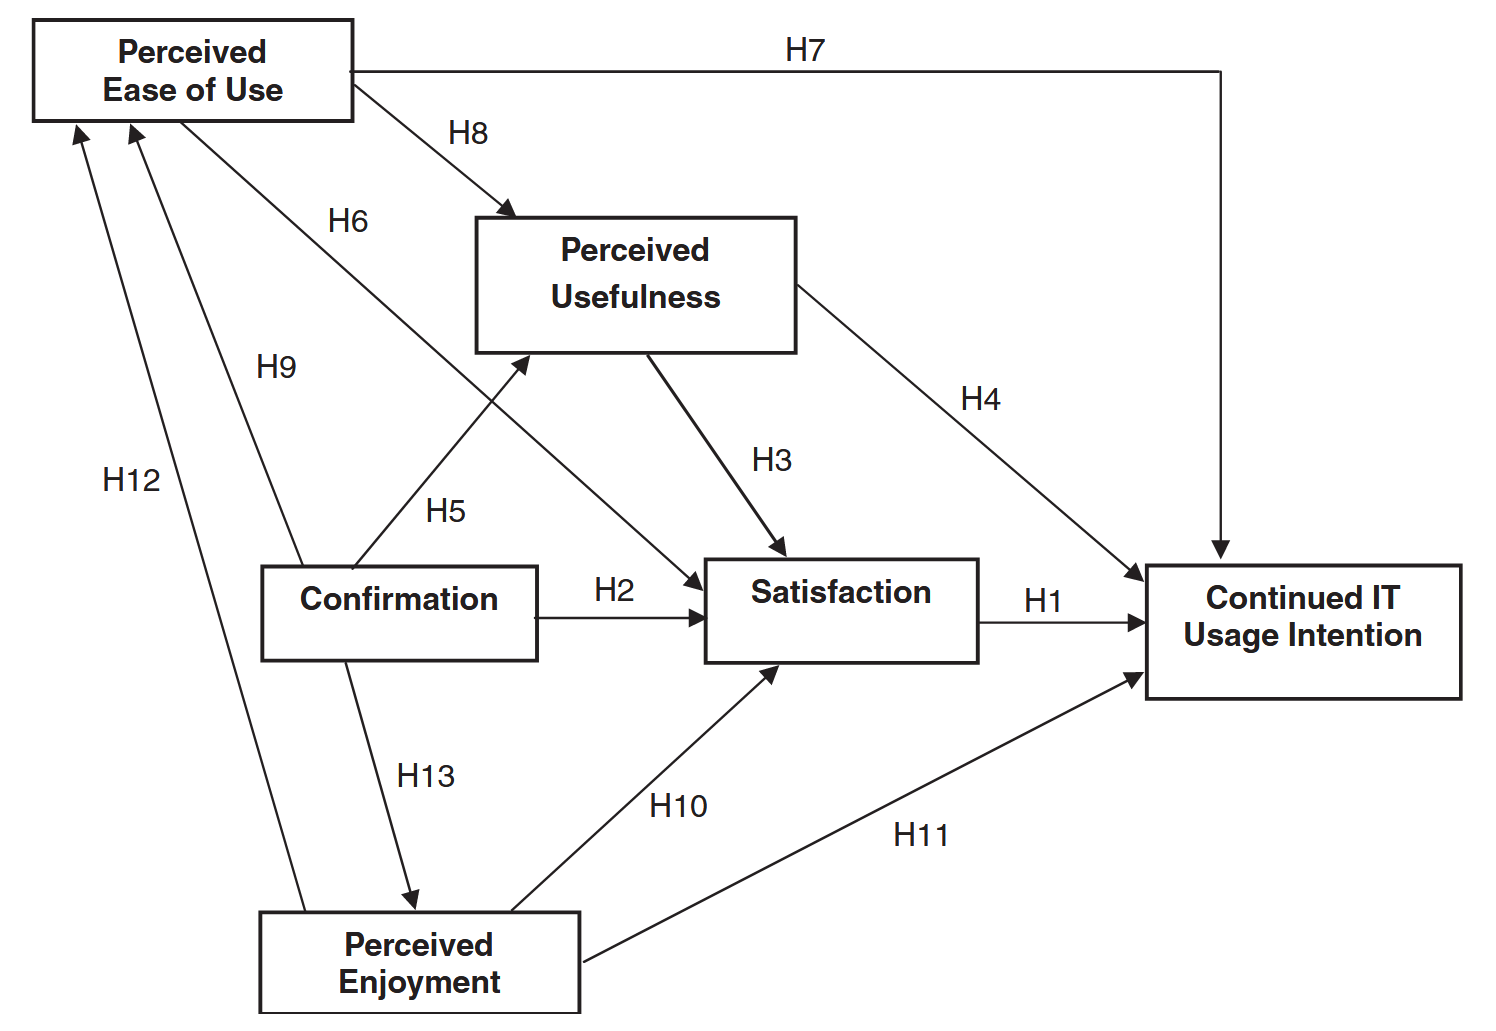 Perceived
Ease of Use
H7
H8
H6
Perceived
Usefulness
H9
H4
H3
H12
H5
Confirmation
H2
Satisfaction
H1
Continued IT
Usage Intention
H13
H10
H11
Perceived
Enjoyment